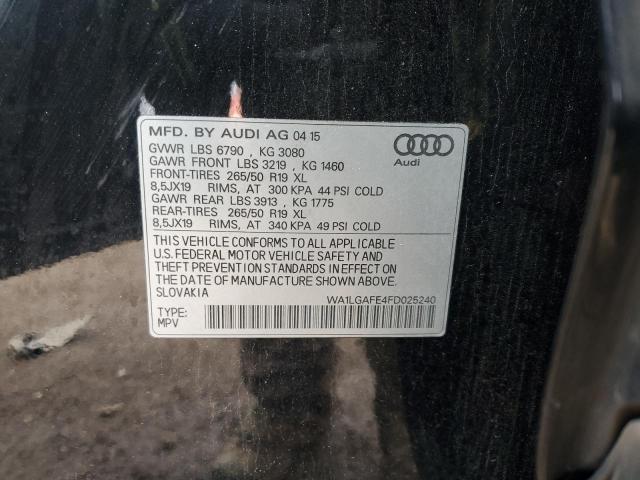 MFD. BY AUDI AG 04 15
GVWR LBS 6790 , KG 3080
GAWR FRONT LBS 3219 , KG 1460
FRONT-TIRES 265/50 R19 XL
8,5JX19 RIMS, AT 300 KPA 44 PSI COLD
GAWR REAR LBS 3913 , KG 1775
REAR-TIRES 265/50 R19 XL
8,5JX19 RIMS, AT 340 KPA 49 PSI COLD
Audi
THIS VEHICLE CONFORMS TO ALL APPLICABLE
U.S. FEDERAL MOTOR VEHICLE SAFETY AND
THEFT PREVENTION STANDARDS IN EFFECT ON
THE DATE OF MANUFACTURE SHOWN ABOVE.
SLOVAKIA
WA1LGAFE4FD025240
TYPE:
MPV